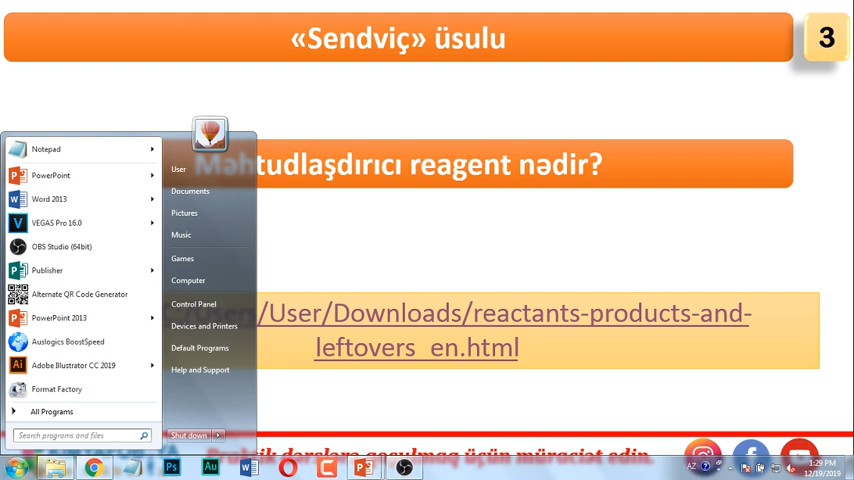 «Sendviç» üsulu
3
Məhtudlaşdırıcı reagent nədir?
/Users/User/Downloads/reactants-products-and-
leftovers_en.html
Notepad
PowerPoint
Word 2013
VEGAS Pro 16.0
OBS Studio (64bit)
Publisher
Alternate QR Code Generator
PowerPoint 2013
Auslogics BoostSpeed
Adobe Illustrator CC 2019
Format Factory
All Programs
Search programs and files
User
Documents
Pictures
Music
Games
Computer
Control Panel
Devices and Printers
Default Programs
Help and Support
Shut down
dərslərə qoşulmaq üçün müraciət edin.
AZ
1:29 PM
12/19/2019